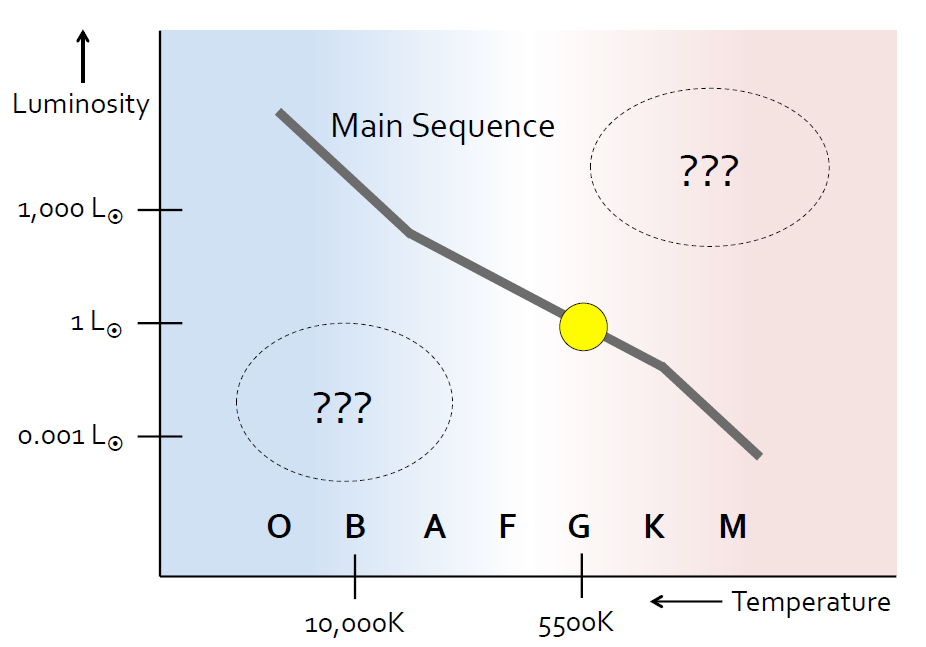 Luminosity
Main Sequence
???
1,000 L☉
1 L☉
???
0.001 L☉
O B A F G K M
Temperature
10,000K 5500K